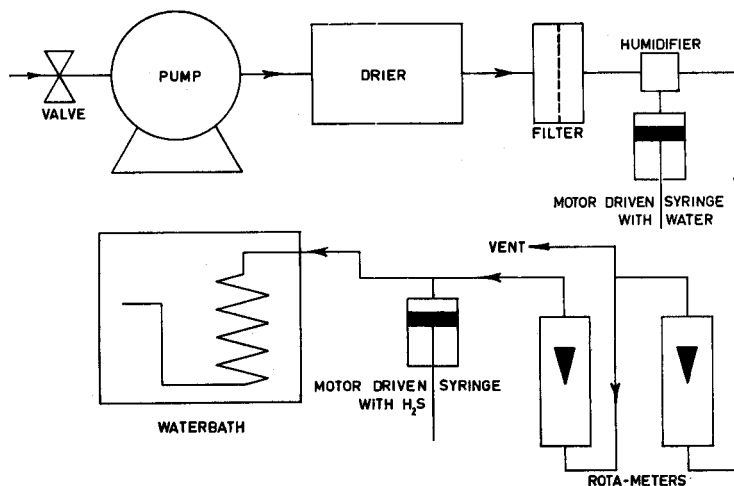 VALVE
PUMP
DRIER
FILTER
HUMIDIFIER
MOTOR DRIVEN SYRINGE
WITH WATER
VENT
WATERBATH
MOTOR DRIVEN SYRINGE
WITH H₂S
ROTA-METERS